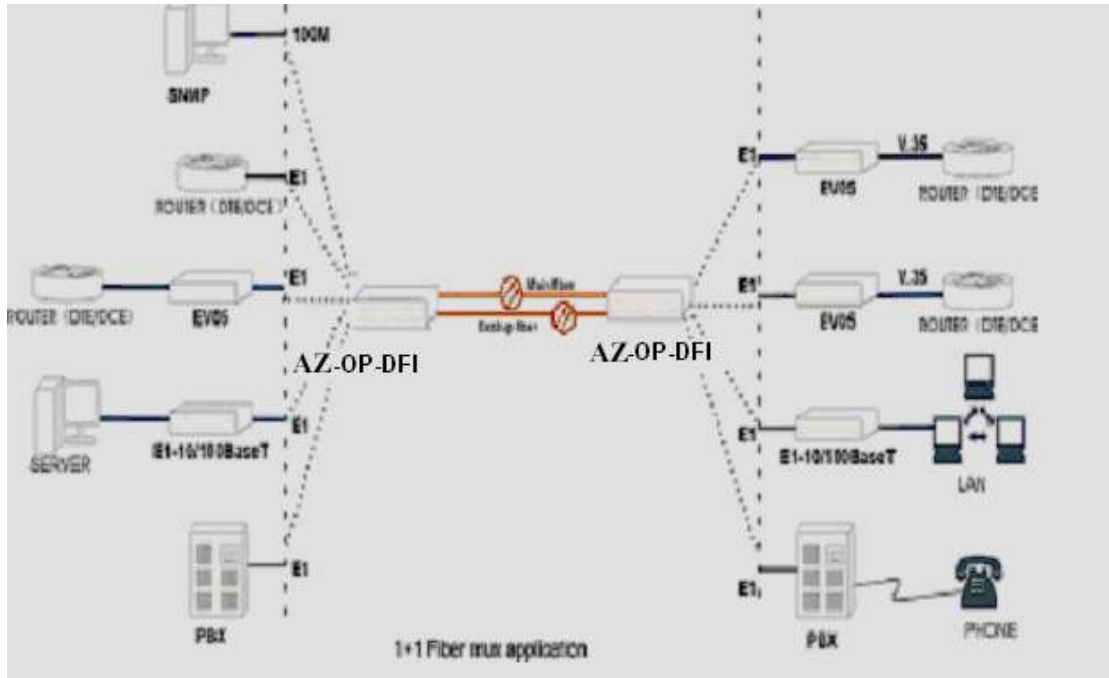 100M
SNMP
E1
ROUTER (DTE/DCE)
E1
ROUTER (DTE/DCE)
EV05
AZ-OP-DFI
E1
SERVER
E1-10/100BaseT
E1
PBX
Main fiber
Backup fiber
AZ-OP-DFI
E1
V.35
EV05
ROUTER (DTE/DCE
E1
V.35
EV05
ROUTER (DTE/DCE
E1
E1-10/100BaseT
LAN
E1
PBX
PHONE
1+1 Fiber mux application